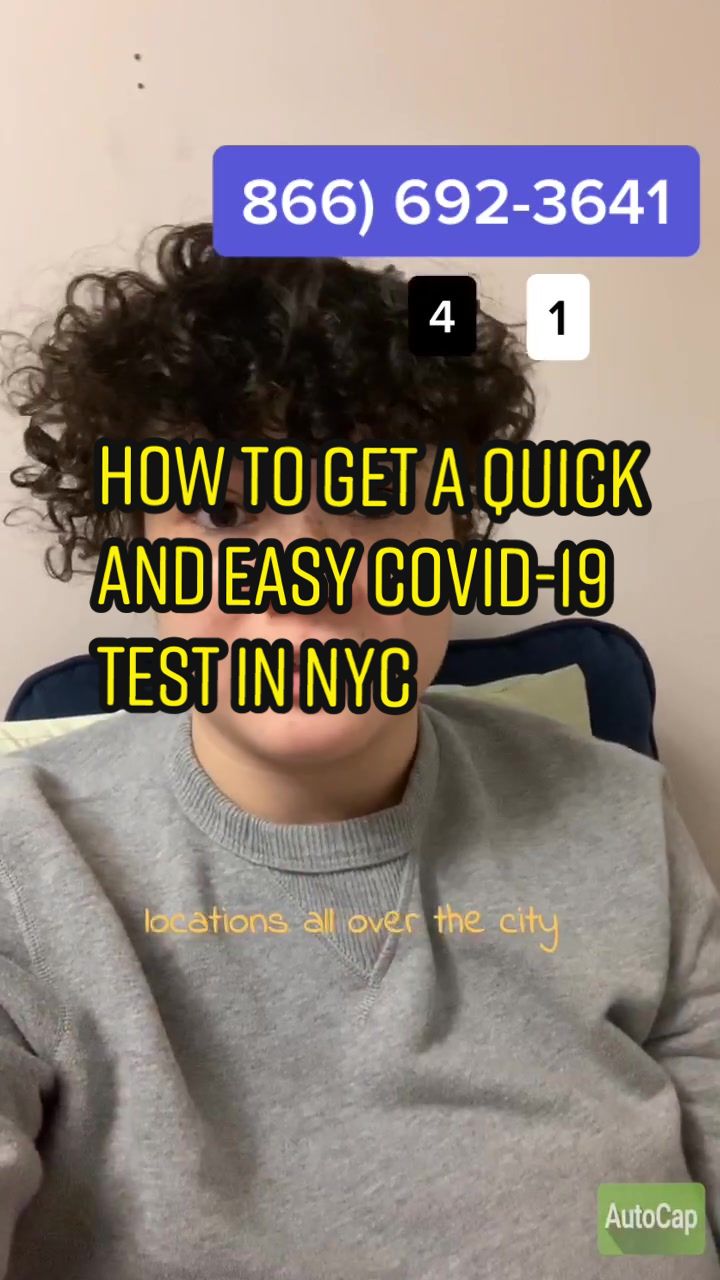 866) 692-3641
4 1
HOW TO GET A QUICK
AND EASY COVID-19
TEST IN NYC
locations all over the city
AutoCap